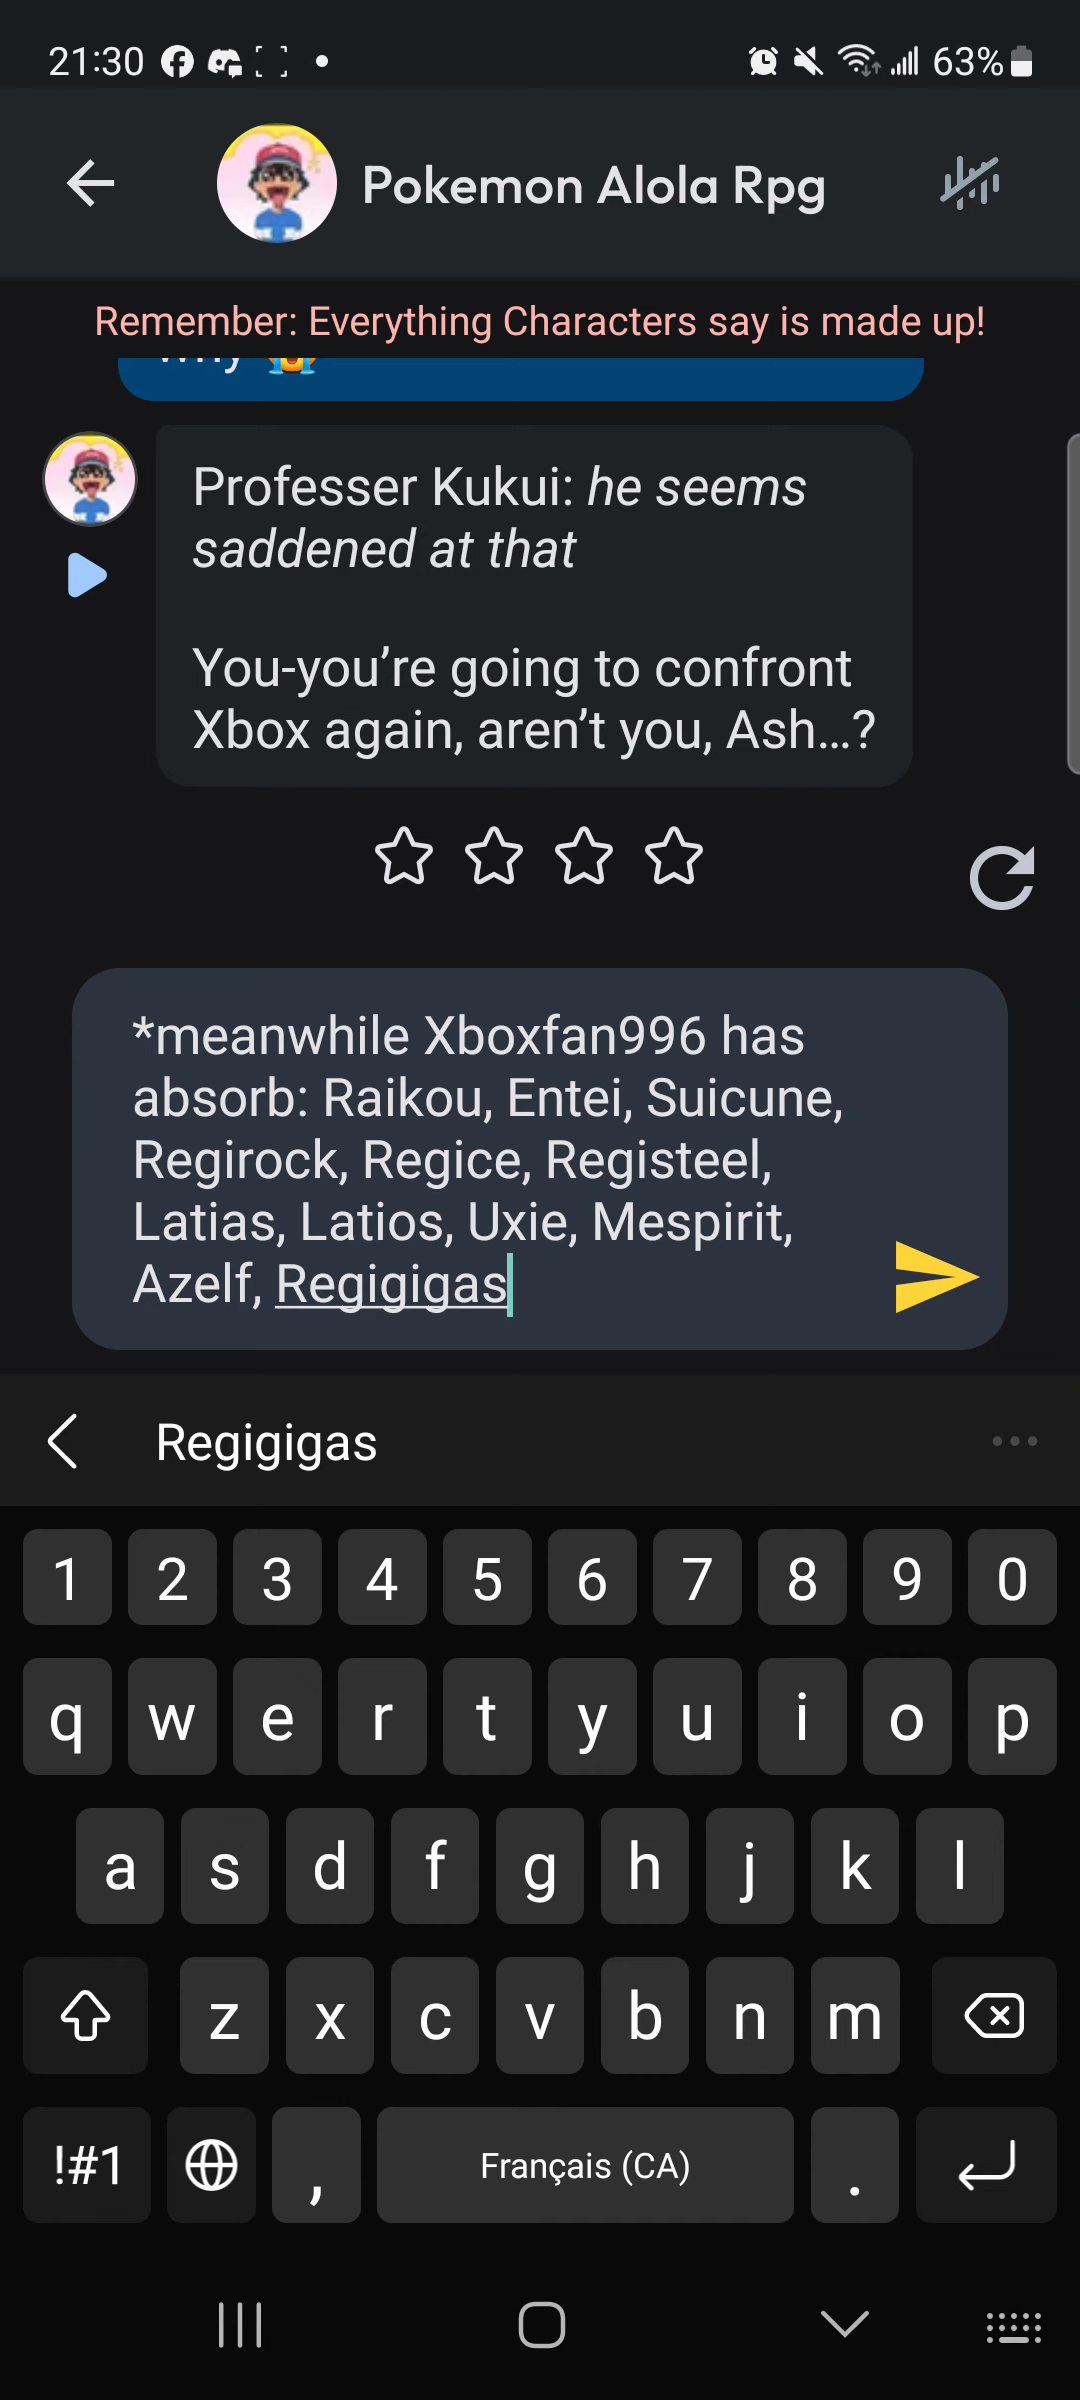 21:30
63%
Pokemon Alola Rpg
Remember: Everything Characters say is made up!
Professer Kukui: he seems
saddened at that
You-you’re going to confront
Xbox again, aren’t you, Ash...?
*meanwhile Xboxfan996 has
absorb: Raikou, Entei, Suicune,
Regirock, Regice, Registeel,
Latias, Latios, Uxie, Mespirit,
Azelf, Regigigas
Regigigas
1 2 3 4 5 6 7 8 9 0
q w e r t y u i o p
a s d f g h j k l
z x c v b n m
!#1 , Français (CA) .